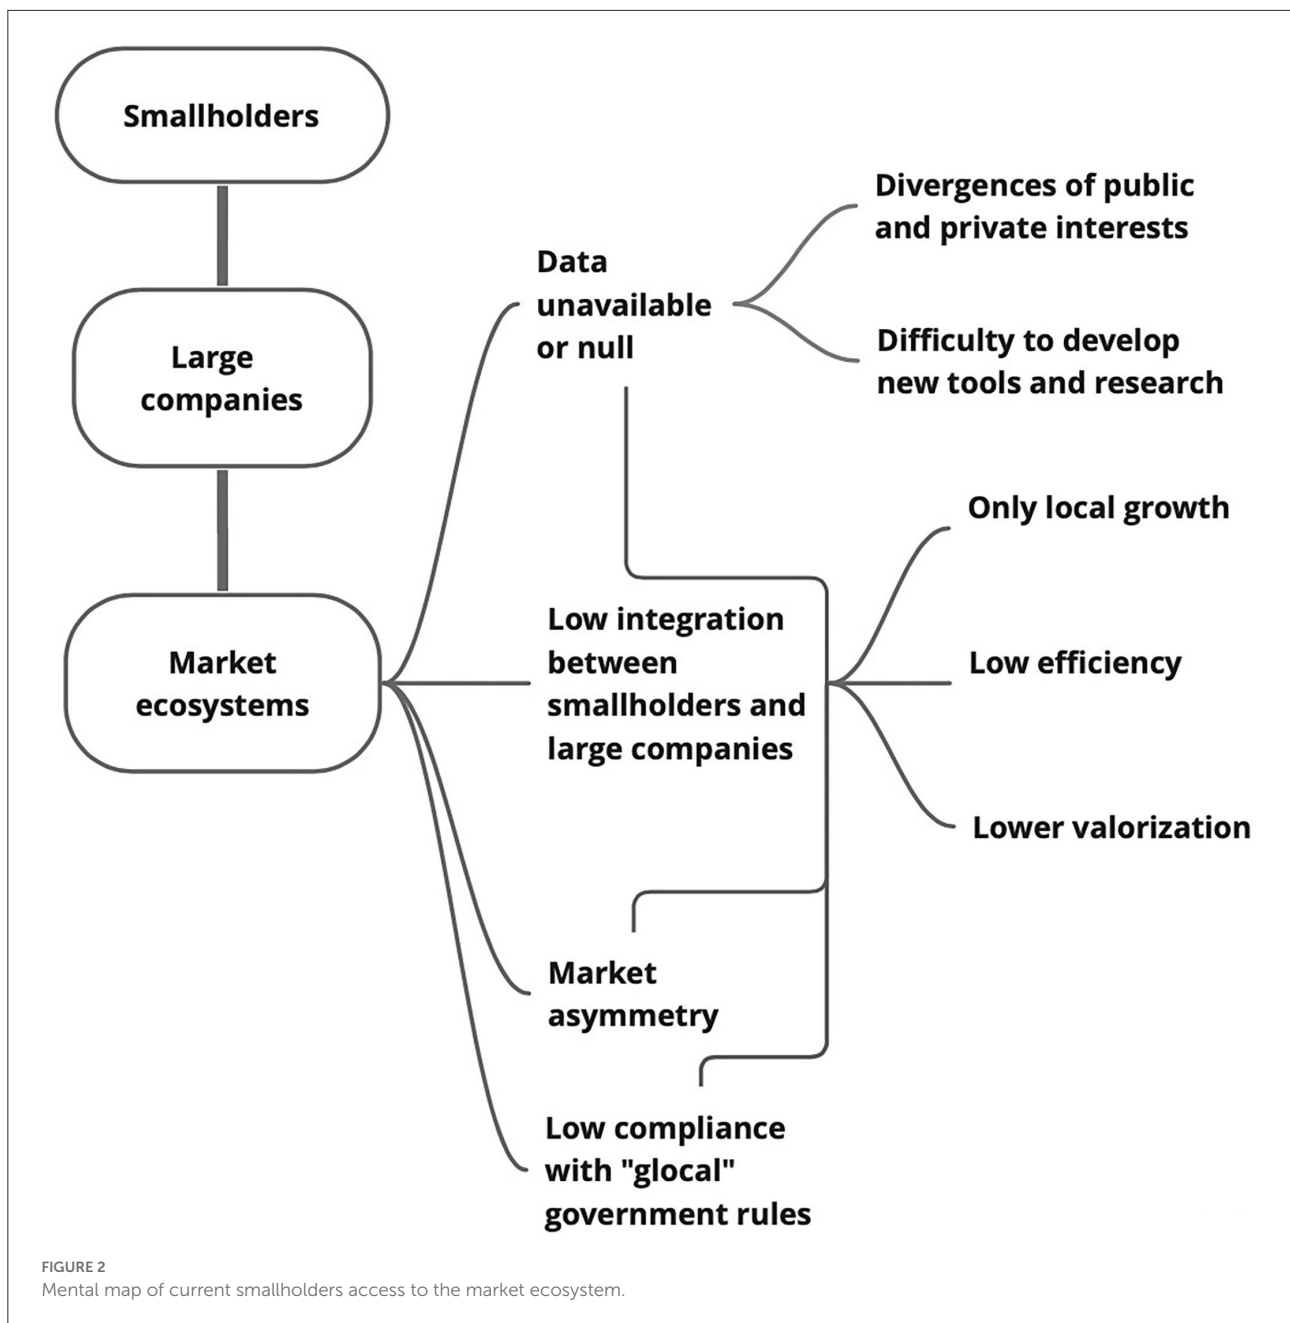 Smallholders
Large
companies
Market
ecosystems
Data
unavailable
or null
Divergences of public
and private interests
Difficulty to develop
new tools and research
Low integration
between
smallholders and
large companies
Only local growth
Low efficiency
Lower valorization
Market
asymmetry
Low compliance
with "glocal"
government rules
FIGURE 2
Mental map of current smallholders access to the market ecosystem.